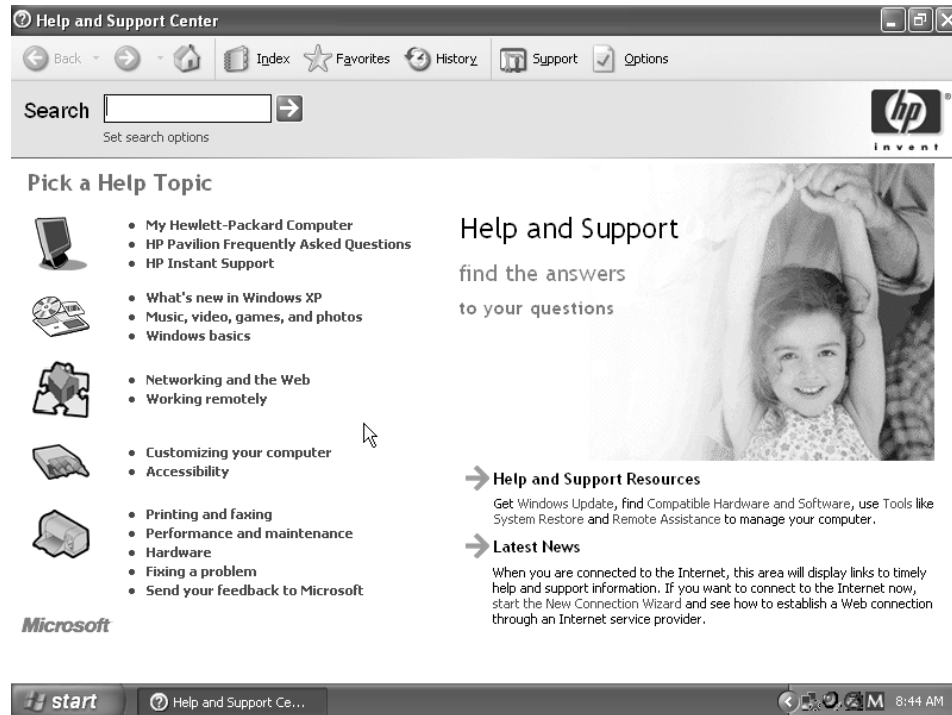 Help and Support Center
Back
Index
Favorites
History
Support
Options
Search
Set search options
hp
®
invent
Pick a Help Topic
My Hewlett-Packard Computer
HP Pavilion Frequently Asked Questions
HP Instant Support
What's new in Windows XP
Music, video, games, and photos
Windows basics
Networking and the Web
Working remotely
Customizing your computer
Accessibility
Printing and faxing
Performance and maintenance
Hardware
Fixing a problem
Send your feedback to Microsoft
Microsoft
Help and Support
find the answers
to your questions
Help and Support Resources
Get Windows Update, find Compatible Hardware and Software, use Tools like
System Restore and Remote Assistance to manage your computer.
Latest News
When you are connected to the Internet, this area will display links to timely
help and support information. If you want to connect to the Internet now,
start the New Connection Wizard and see how to establish a Web connection
through an Internet service provider.
start
Help and Support Ce...
M
8:44 AM